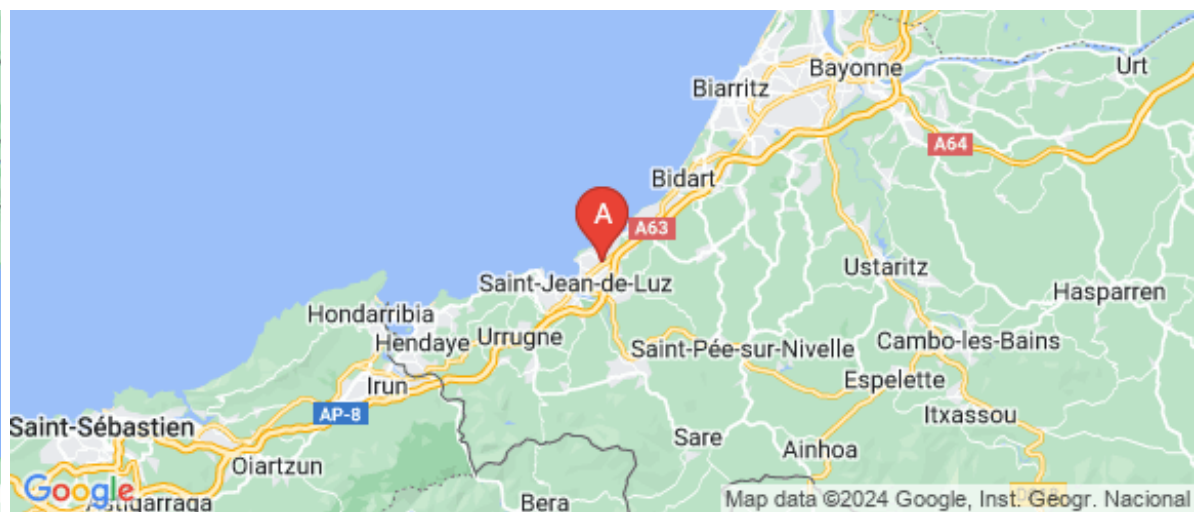 Urt
Bayonne
Biarritz
A64
Bidart
A
A63
Ustaritz
Saint-Jean-de-Luz
Hasparren
Hondarribia
Urrugne
Hendaye
Cambo-les-Bains
Saint-Pée-sur-Nivelle
Irun
Espelette
AP-8
Itxassou
Saint-Sébastien
Sare
Ainhoa
Oiartzun
Google
Astigarraga
Bera
Map data ©2024 Google, Inst. Geogr. Nacional